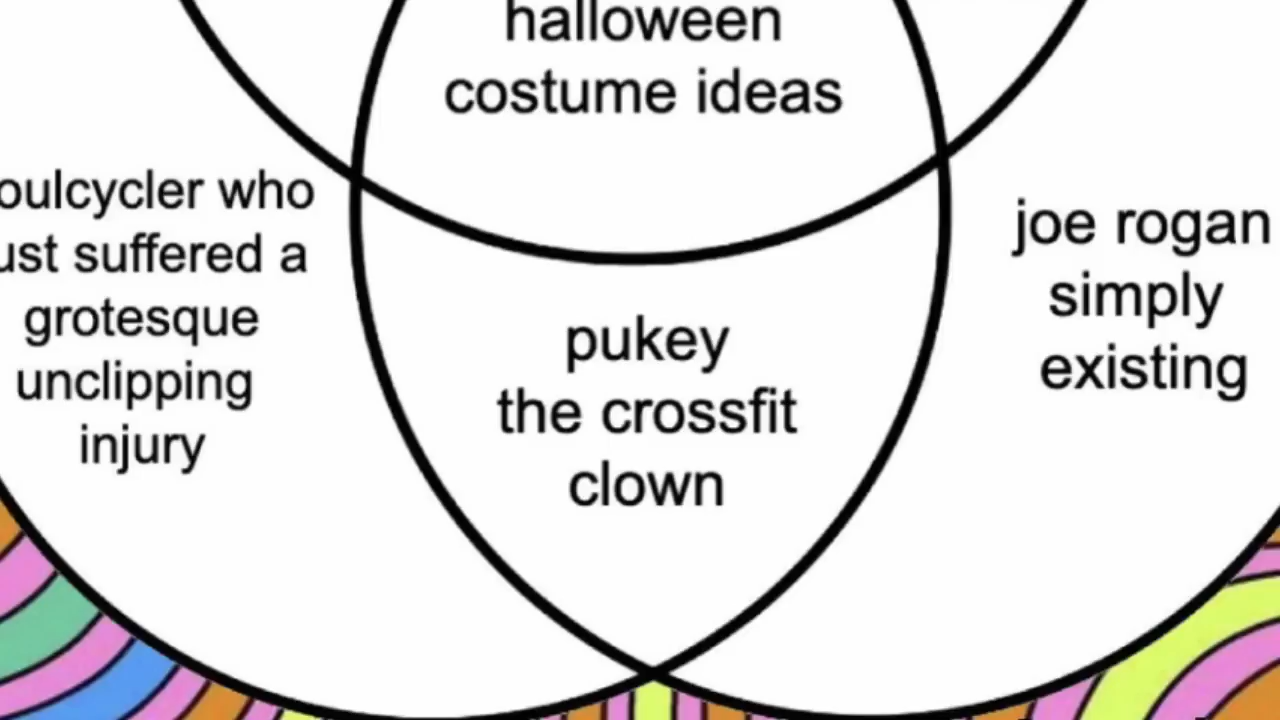 halloween
costume ideas
oulcycler who
ust suffered a
grotesque
unclipping
injury
pukey
the crossfit
clown
joe rogan
simply
existing